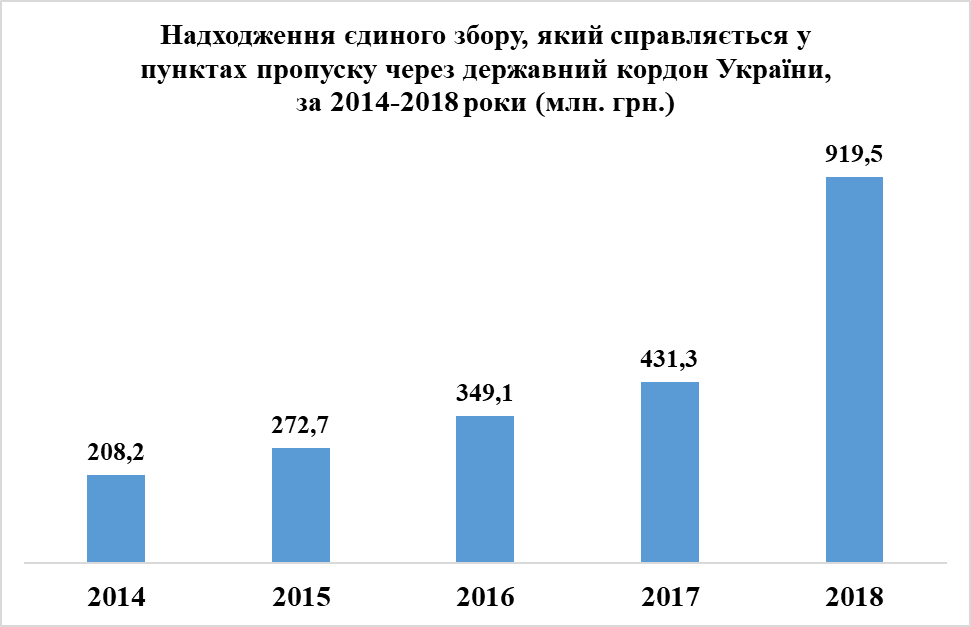 Надходження єдиного збору, який справляється у
пунктах пропуску через державний кордон України,
за 2014-2018 роки (млн. грн.)
919,5
431,3
349,1
272,7
208,2
2014 2015 2016 2017 2018